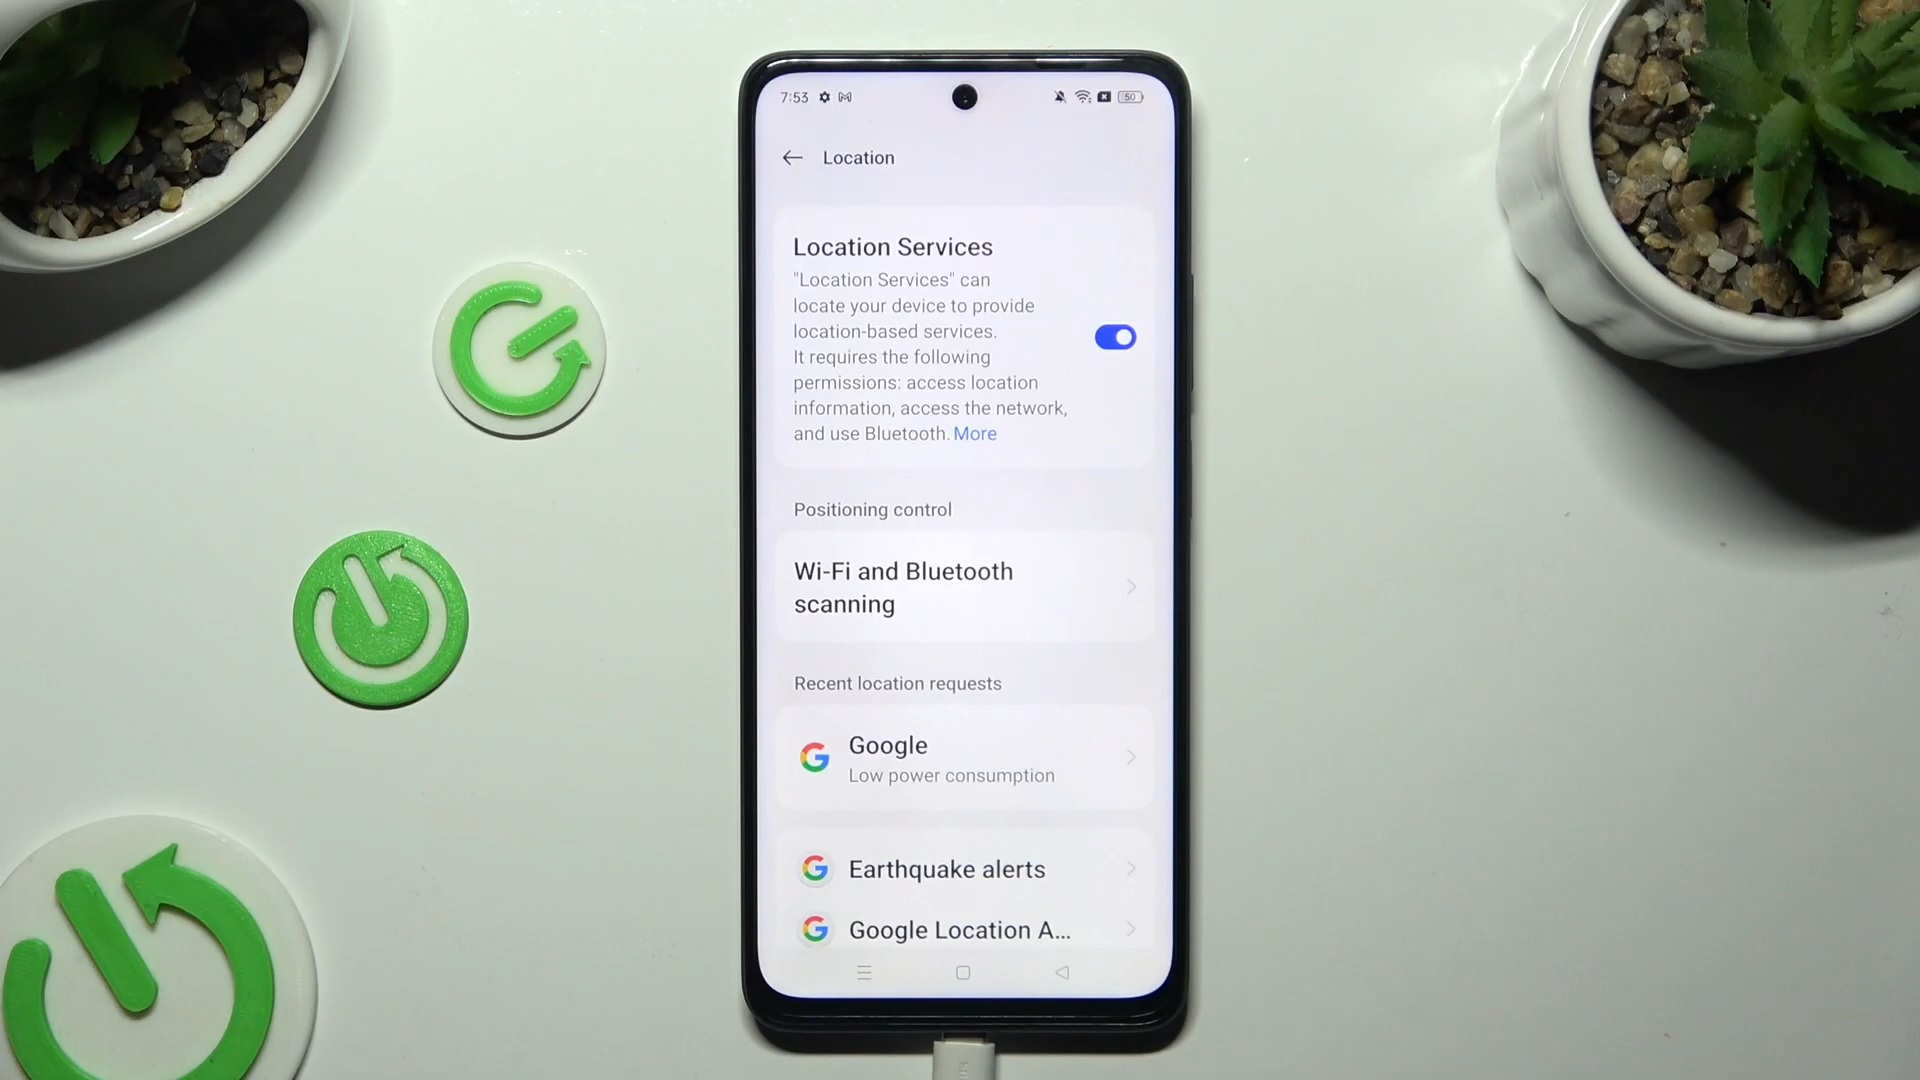 7:53
50
Location
Location Services
"Location Services" can
locate your device to provide
location-based services.
It requires the following
permissions: access location
information, access the network,
and use Bluetooth. More
Positioning control
Wi-Fi and Bluetooth
scanning
Recent location requests
Google
Low power consumption
Earthquake alerts
Google Location A...